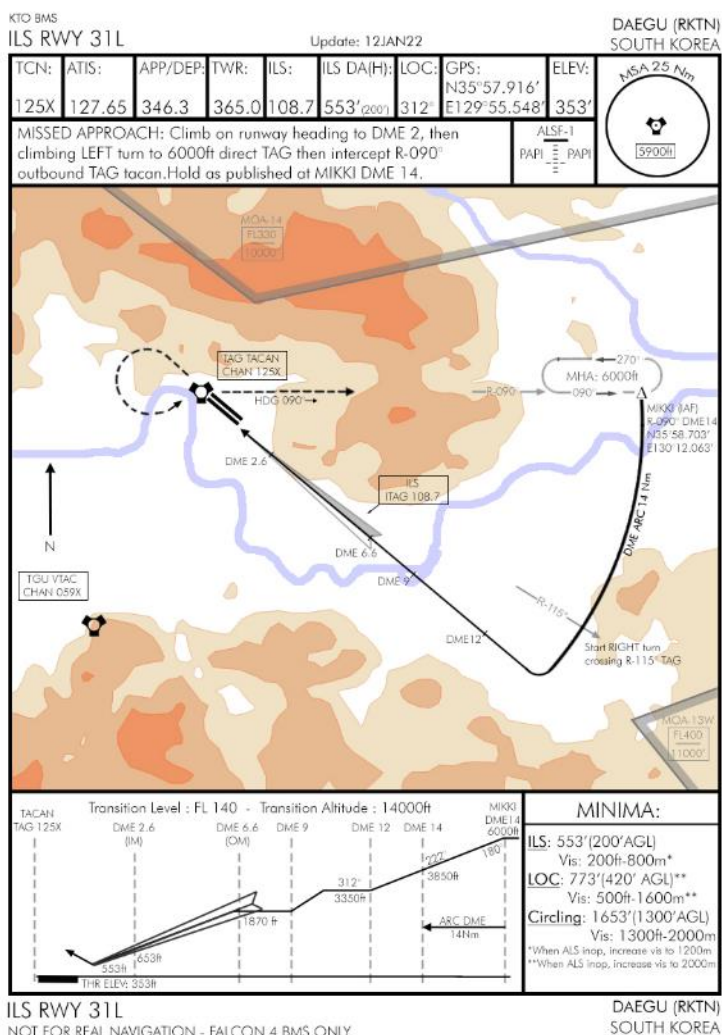 KTO BMS
ILS RWY 31L
Update: 12JAN22
DAEGU (RKTN)
SOUTH KOREA
TCN: ATIS: APP/DEP: TWR: ILS: ILS DA(H): LOC: GPS: ELEV:
N35°57.916'
125X 127.65 346.3 365.0 108.7 553'(200') 312° E129°55.548' 353'
MSA 25 Nm
5900ft
MISSED APPROACH: Climb on runway heading to DME 2, then
climbing LEFT turn to 6000ft direct TAG then intercept R-090°
outbound TAG tacan.Hold as published at MIKKI DME 14.
ALSF-1
PAPI PAPI
MOA-14
FL330
10000'
TAG TACAN
CHAN 125X
HDG 090°
R-090
270°
MHA: 6000ft
090°
MIKKI (IAF)
R-090° DME14
N35°58.703'
E130°12.063'
DME 2.6
ILS
ITAG 108.7
DME ARC 14 Nm
DME 6.6
N
DME 9
TGU VTAC
CHAN 059X
R-115°
DME12
Start RIGHT turn
crossing R-115° TAG
MOA-13W
FL400
11000'
Transition Level : FL 140 - Transition Altitude : 14000ft
TACAN
TAG 125X
DME 2.6
(IM)
DME 6.6
(OM)
DME 9
DME 12
DME 14
MIKKI
DME14
6000ft
180°
222°
3850ft
312°
3350ft
1870 ft
ARC DME
14Nm
653ft
553ft
THR ELEV: 353ft
MINIMA:
ILS: 553'(200'AGL)
Vis: 200ft-800m*
LOC: 773'(420' AGL)**
Vis: 500ft-1600m**
Circling: 1653'(1300'AGL)
Vis: 1300ft-2000m
*When ALS inop, increase vis to 1200m
**When ALS inop, increase vis to 2000m
ILS RWY 31L
NOT FOR REAL NAVIGATION - FALCON 4 BMS ONLY
DAEGU (RKTN)
SOUTH KOREA